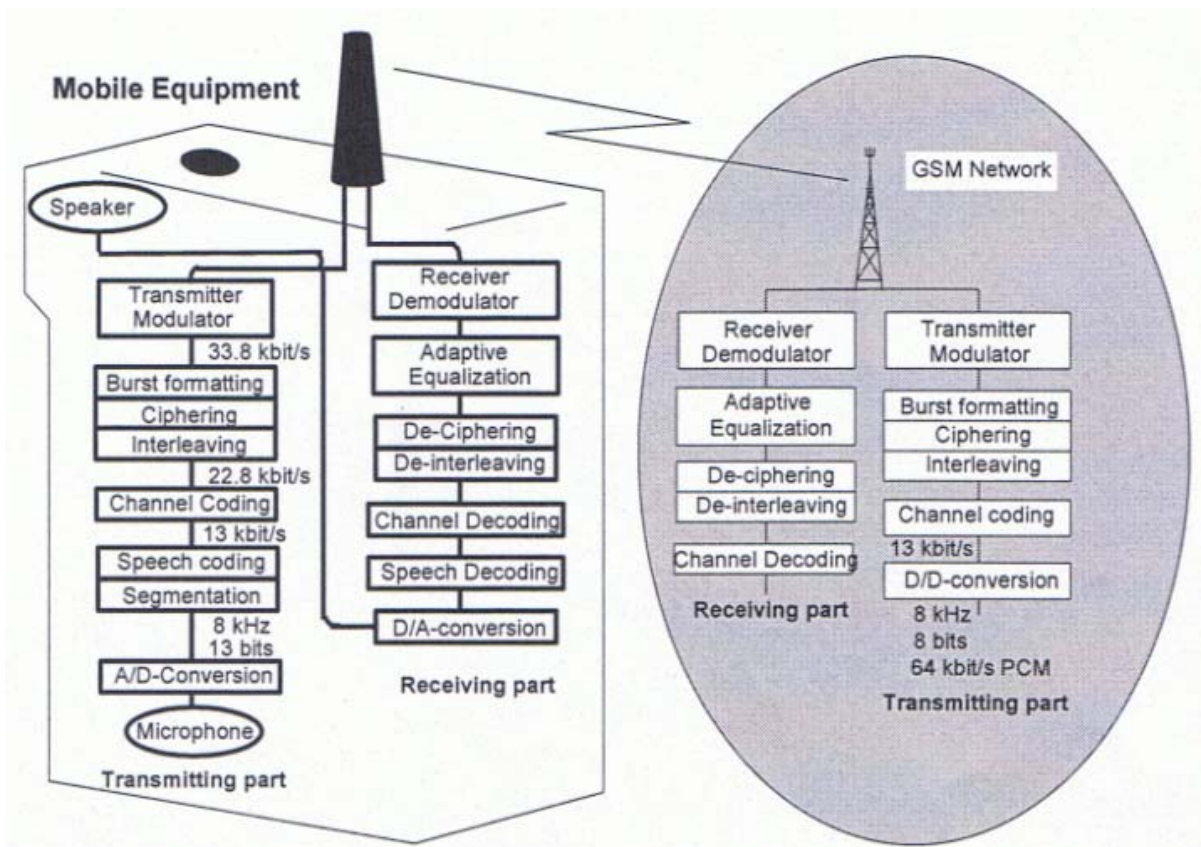 Mobile Equipment
Speaker
Transmitter
Modulator
33.8 kbit/s
Burst formatting
Ciphering
Interleaving
22.8 kbit/s
Channel Coding
13 kbit/s
Speech coding
Segmentation
8 kHz
13 bits
A/D-Conversion
Microphone
Transmitting part
Receiver
Demodulator
Adaptive
Equalization
De-Ciphering
De-interleaving
Channel Decoding
Speech Decoding
D/A-conversion
Receiving part
GSM Network
Receiver
Demodulator
Adaptive
Equalization
De-ciphering
De-interleaving
Channel Decoding
Receiving part
Transmitter
Modulator
Burst formatting
Ciphering
Interleaving
Channel coding
13 kbit/s
D/D-conversion
8 kHz
8 bits
64 kbit/s PCM
Transmitting part